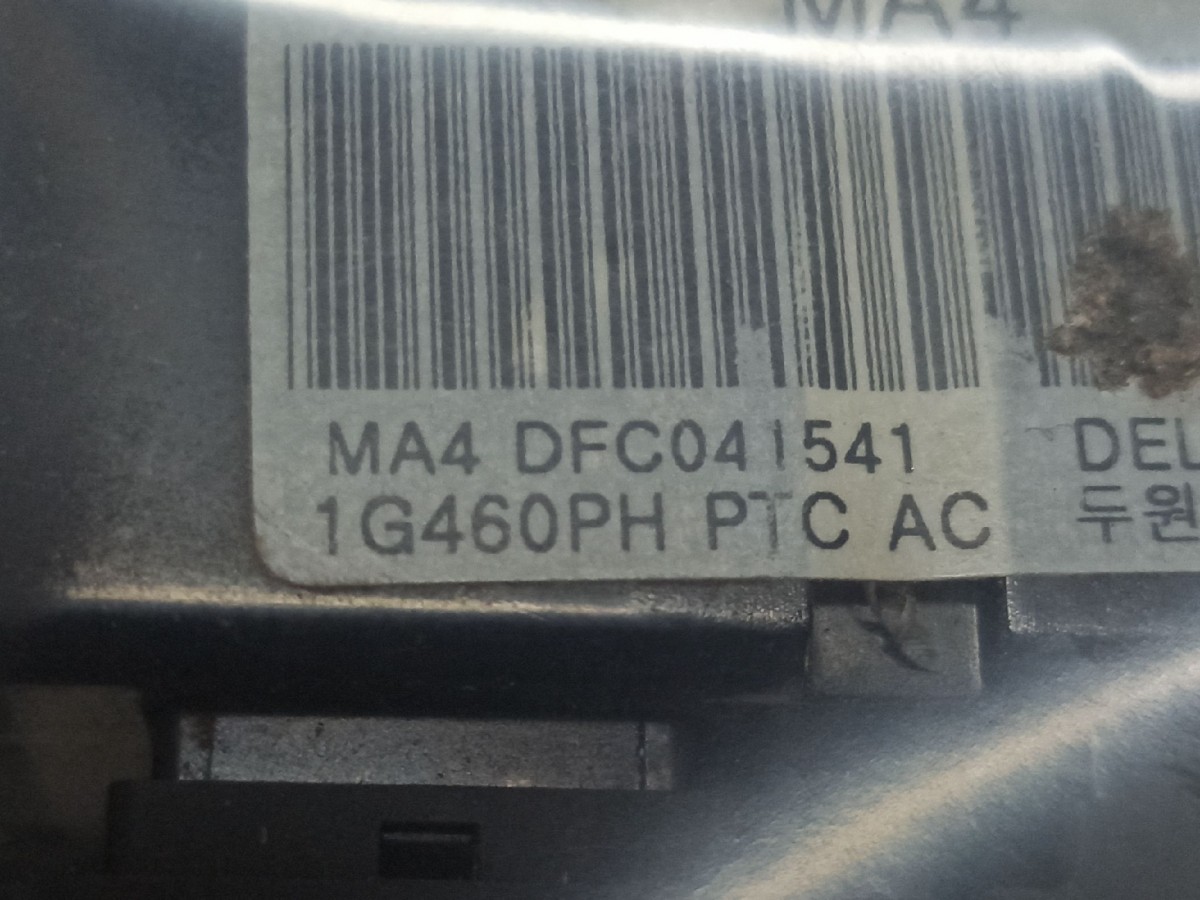 MA4
MA4 DFC041541 DEL
1G460PH PTC AC 두원